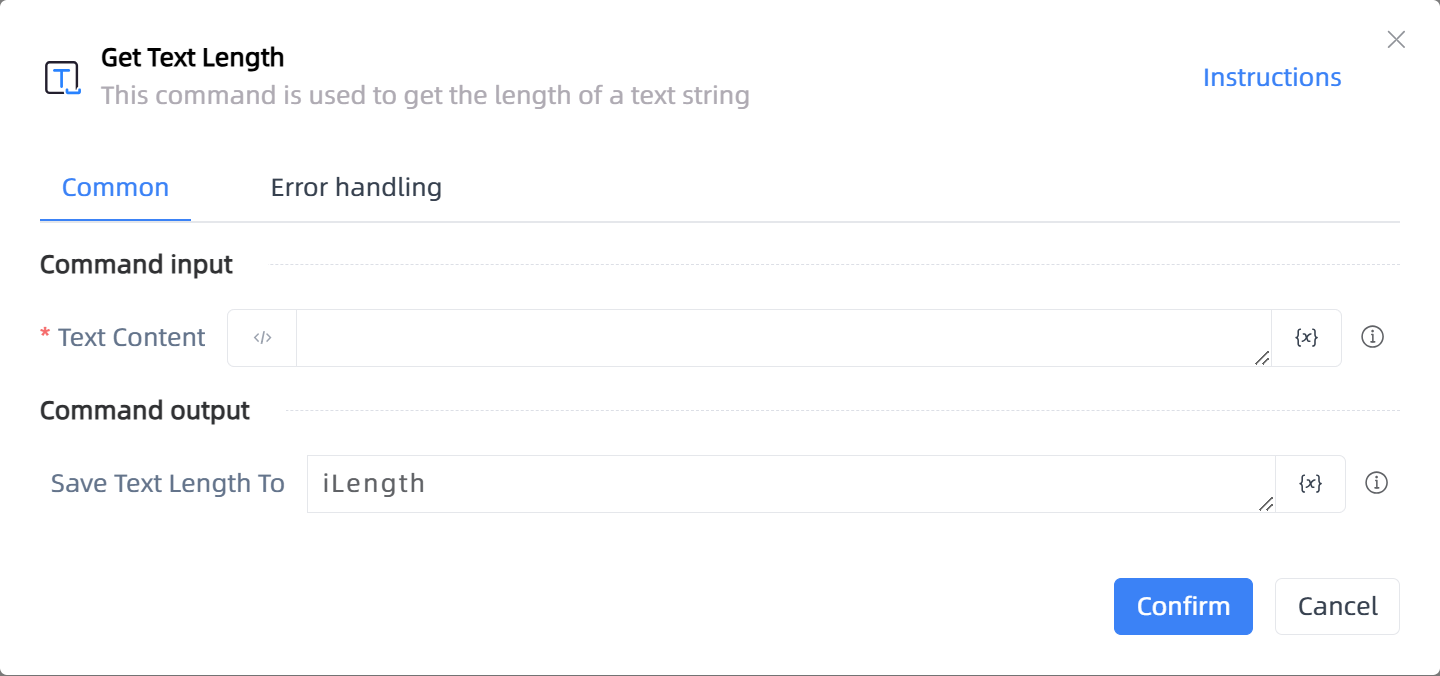 Get Text Length
This command is used to get the length of a text string
Instructions
Common
Error handling
Command input
* Text Content
</>
{x}
Command output
Save Text Length To
iLength
{x}
Confirm
Cancel